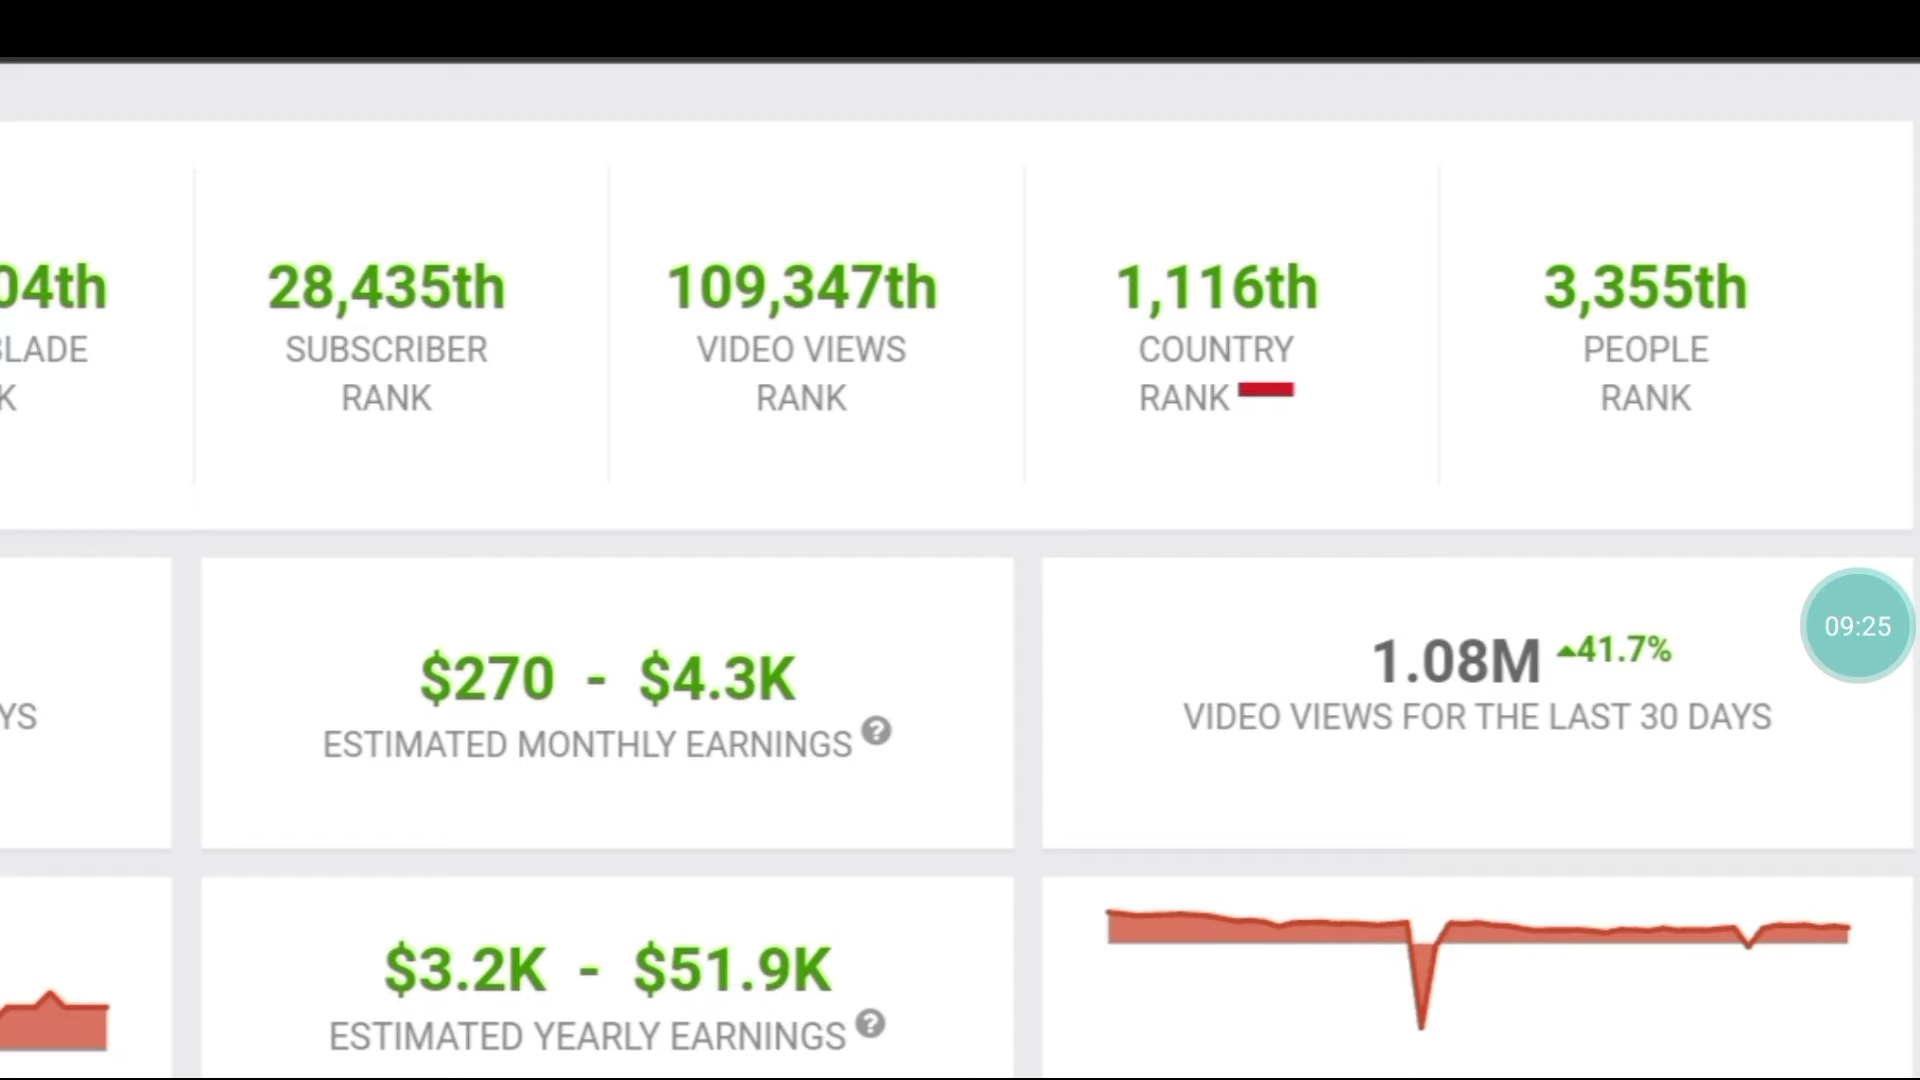 04th
28,435th
109,347th
1,116th
3,355th
BLADE
K
SUBSCRIBER
RANK
VIDEO VIEWS
RANK
COUNTRY
RANK
PEOPLE
RANK
YS
$270 - $4.3K
ESTIMATED MONTHLY EARNINGS ?
1.08M ▲41.7%
VIDEO VIEWS FOR THE LAST 30 DAYS
09:25
$3.2K - $51.9K
ESTIMATED YEARLY EARNINGS ?